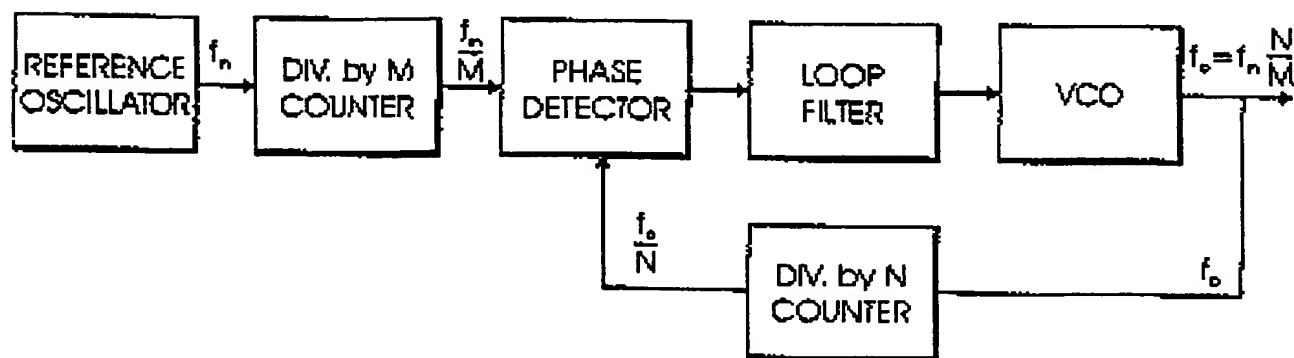 REFERENCE
OSCILLATOR
fn
DIV. by M
COUNTER
fn
M
PHASE
DETECTOR
LOOP
FILTER
VCO
fo=fn N
M
fo
N
DIV. by N
COUNTER
fo